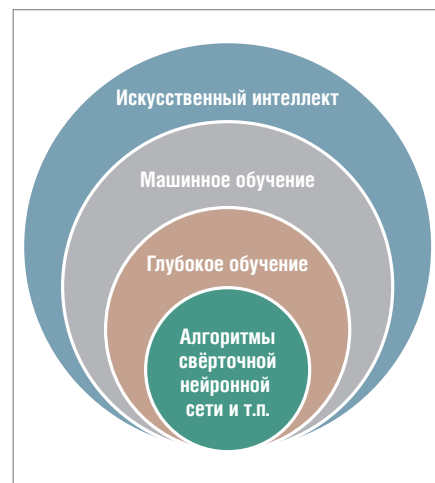 Искусственный интеллект
Машинное обучение
Глубокое обучение
Алгоритмы
свёрточной
нейронной
сети и т.п.